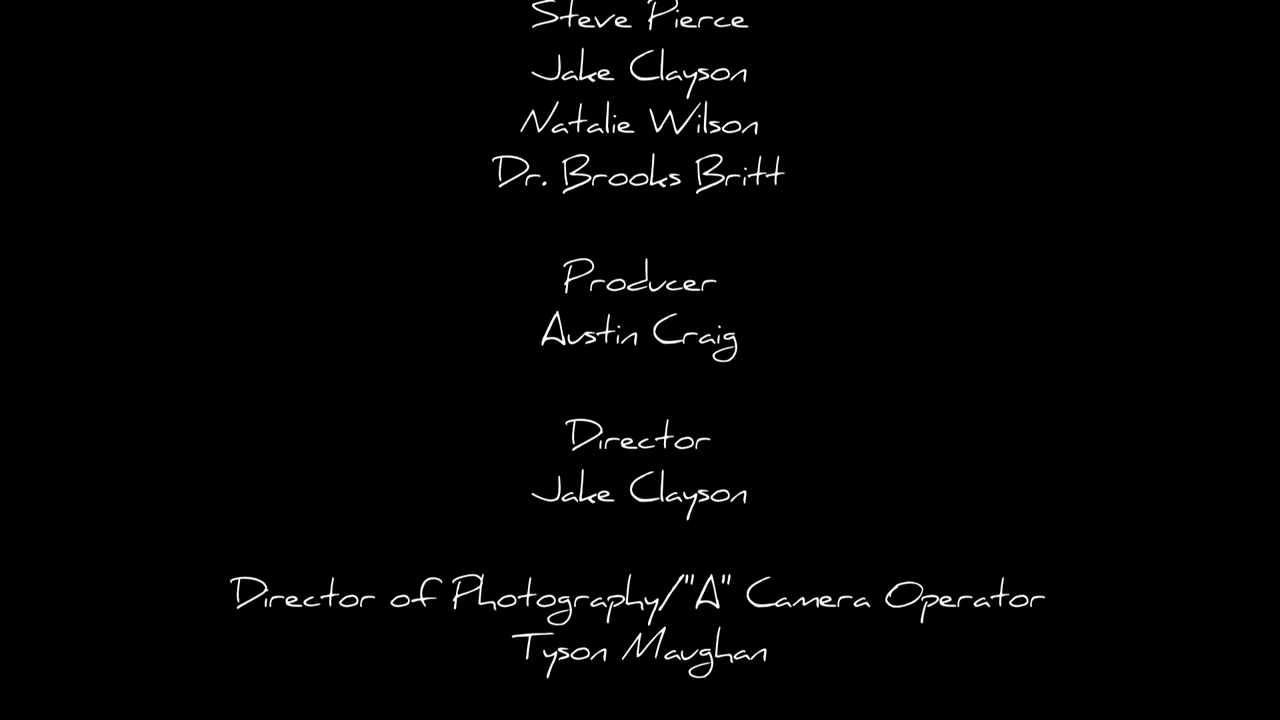 Steve Pierce
Jake Clayson
Natalie Wilson
Dr. Brooks Britt
Producer
Austin Craig
Director
Jake Clayson
Director of Photography/"A" Camera Operator
Tyson Maughan